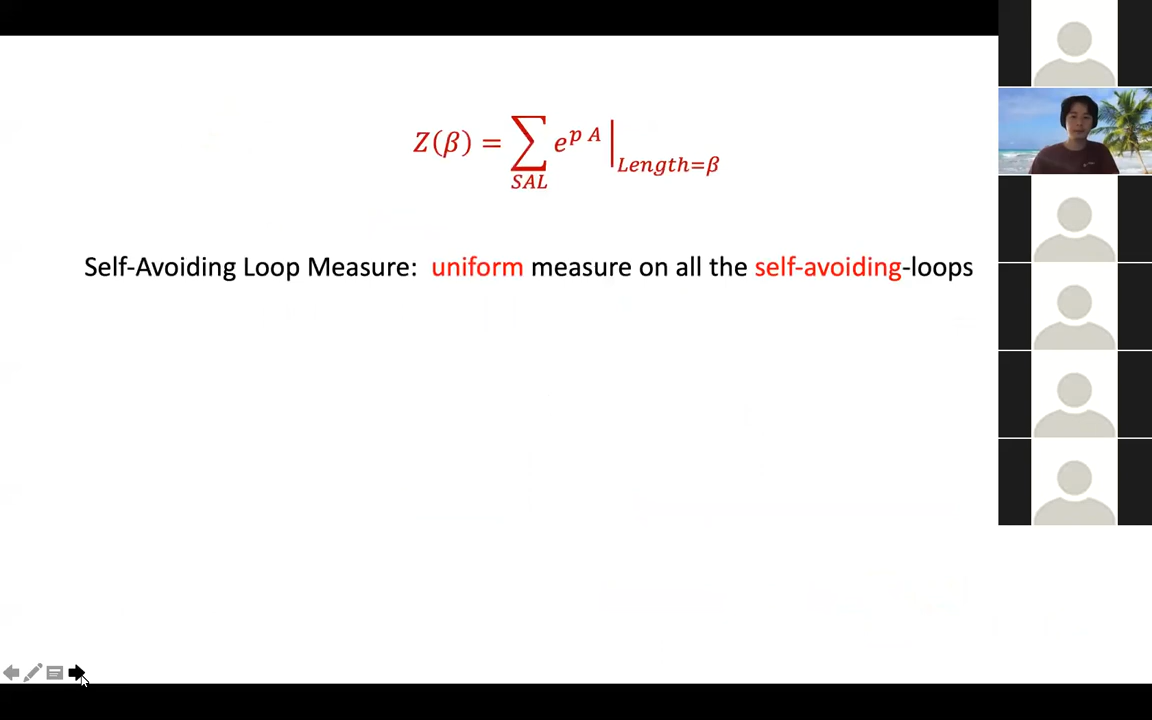 Z(β) = ∑_{SAL} e^{p A} |_{Length=β}
Self-Avoiding Loop Measure: uniform measure on all the self-avoiding-loops